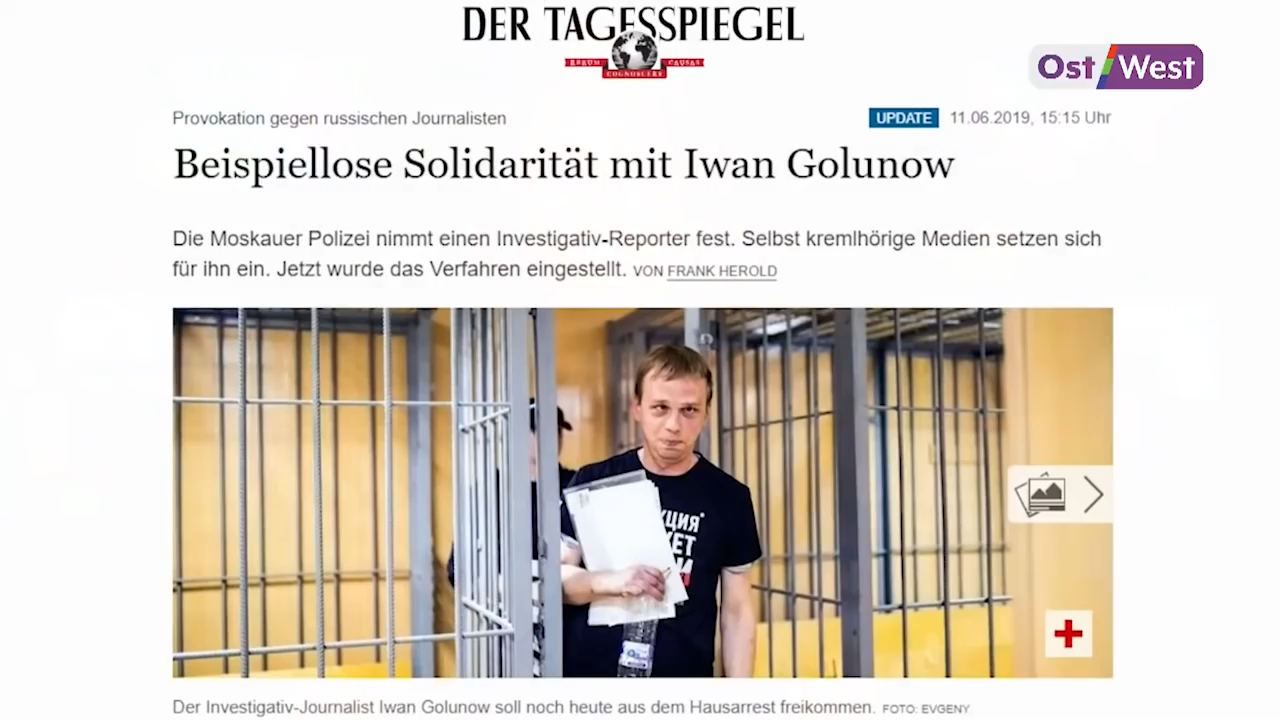 DER TAGESSPIEGEL
RERUM CAUSAS
COGNOSCERE
Ost West
Provokation gegen russischen Journalisten
UPDATE 11.06.2019, 15:15 Uhr
Beispiellose Solidarität mit Iwan Golunow
Die Moskauer Polizei nimmt einen Investigativ-Reporter fest. Selbst kremlhörige Medien setzen sich
für ihn ein. Jetzt wurde das Verfahren eingestellt. VON FRANK HEROLD
КЦИЯ
КЕТ
Der Investigativ-Journalist Iwan Golunow soll noch heute aus dem Hausarrest freikommen. FOTO: EVGENY